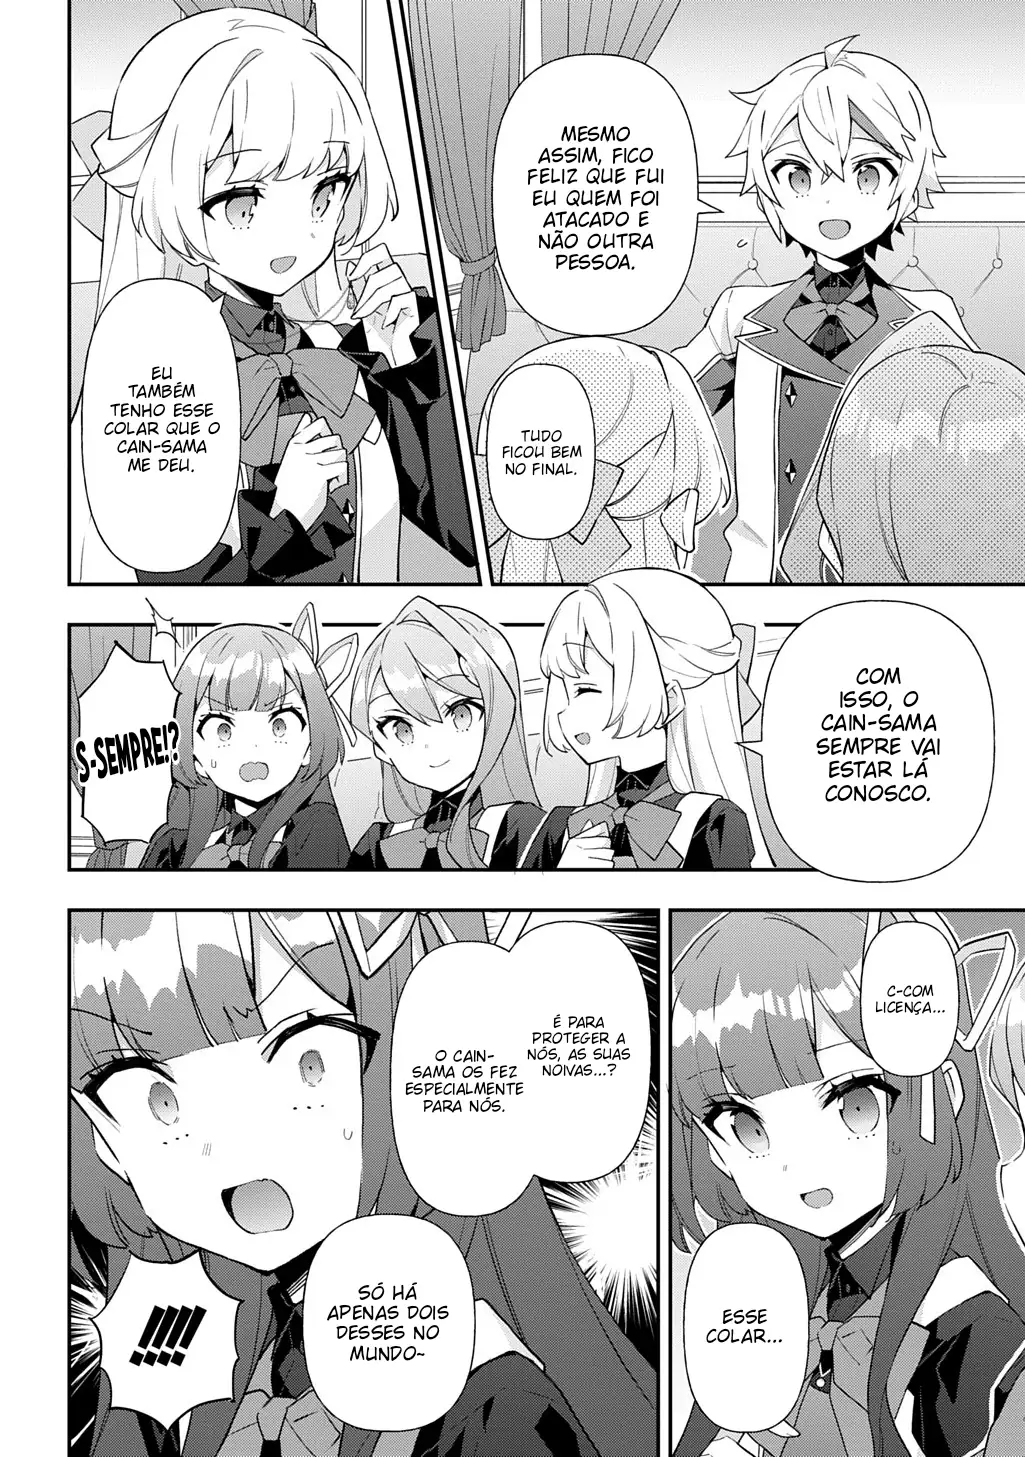 MESMO
ASSIM, FICO
FELIZ QUE FUI
EU QUEM FOI
ATACADO E
NÃO OUTRA
PESSOA.
TUDO
FICOU BEM
NO FINAL.
EU
TAMBÉM
TENHO ESSE
COLAR QUE O
CAIN-SAMA
ME DEU.
COM
ISSO, O
CAIN-SAMA
SEMPRE VAI
ESTAR LÁ
CONOSCO.
S-SEMPRE!?
C-COM
LICENÇA...
ESSE
COLAR...
É PARA
PROTEGER A
NÓS, AS SUAS
NOIVAS...?
O CAIN-
SAMA OS FEZ
ESPECIALMENTE
PARA NÓS.
SÓ HÁ
APENAS DOIS
DESSES NO
MUNDO~
!!!!